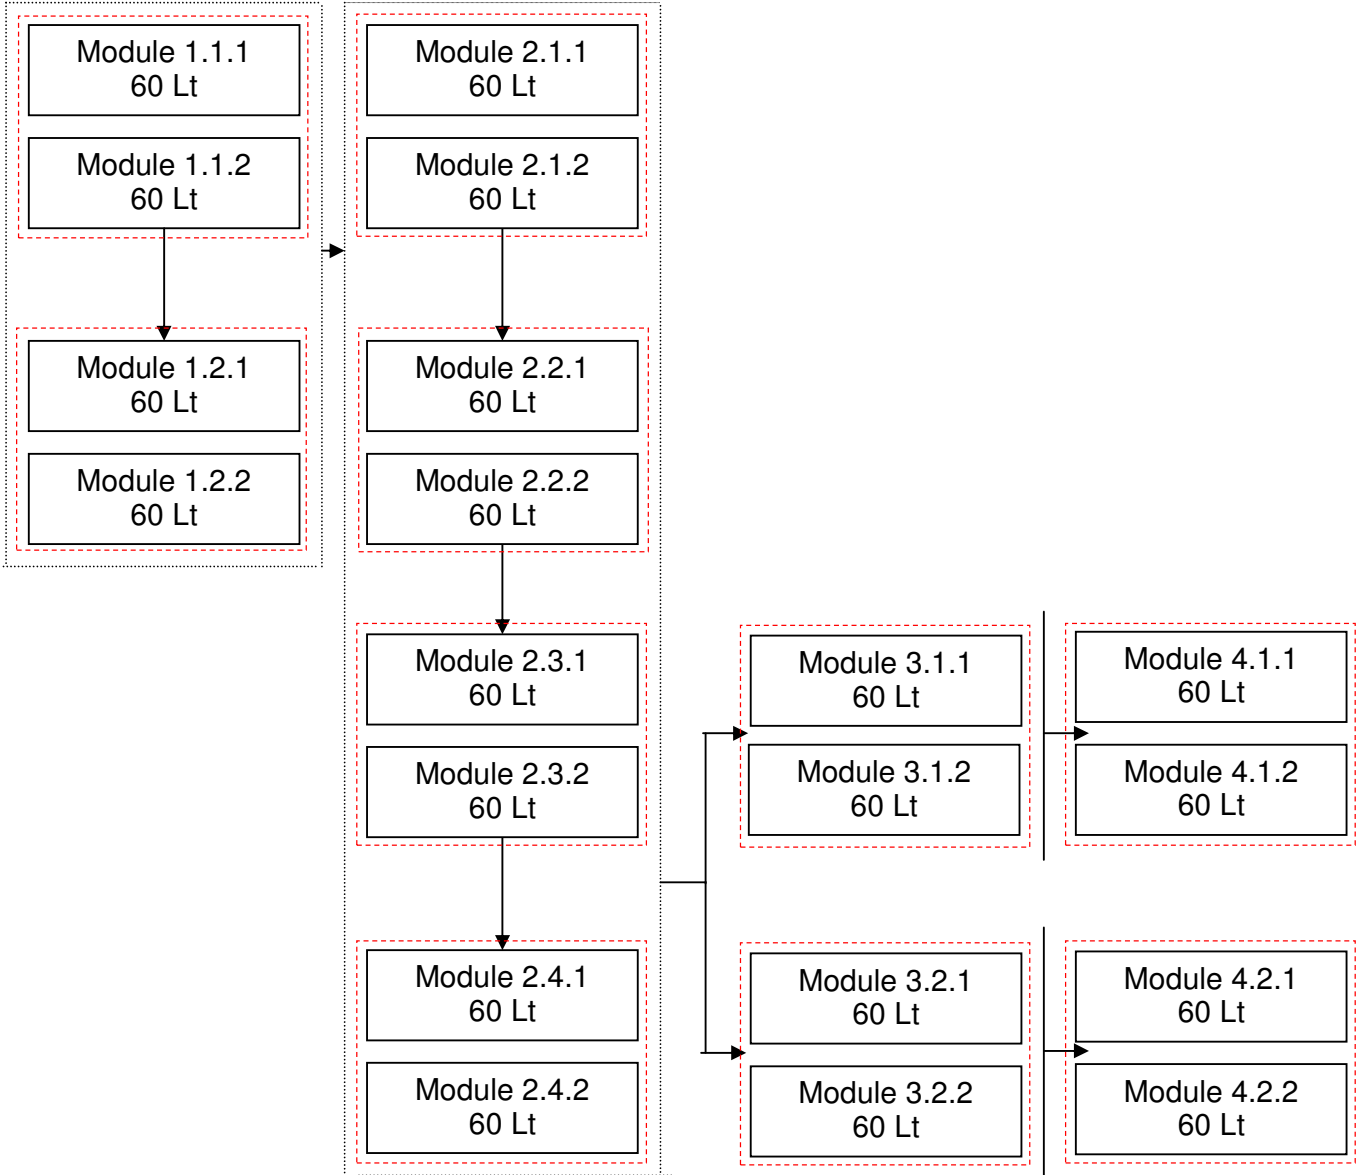 Module 1.1.1
60 Lt
Module 1.1.2
60 Lt
Module 1.2.1
60 Lt
Module 1.2.2
60 Lt
Module 2.1.1
60 Lt
Module 2.1.2
60 Lt
Module 2.2.1
60 Lt
Module 2.2.2
60 Lt
Module 2.3.1
60 Lt
Module 2.3.2
60 Lt
Module 2.4.1
60 Lt
Module 2.4.2
60 Lt
Module 3.1.1
60 Lt
Module 3.1.2
60 Lt
Module 3.2.1
60 Lt
Module 3.2.2
60 Lt
Module 4.1.1
60 Lt
Module 4.1.2
60 Lt
Module 4.2.1
60 Lt
Module 4.2.2
60 Lt